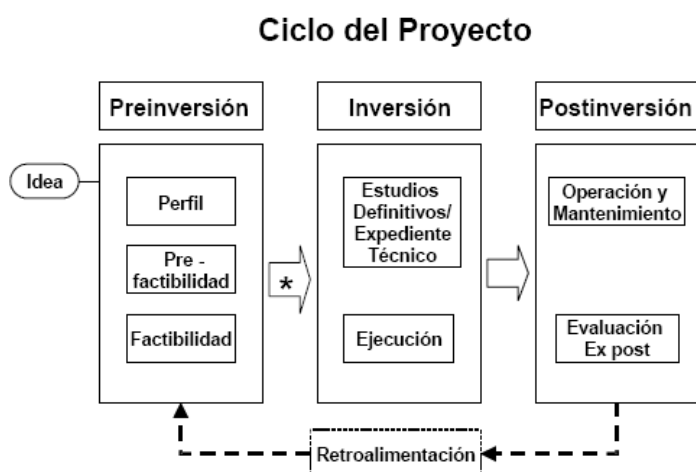 Ciclo del Proyecto
Preinversión
Inversión
Postinversión
Idea
Perfil
Pre -
factibilidad
Factibilidad
*
Estudios
Definitivos/
Expediente
Técnico
Ejecución
Operación y
Mantenimiento
Evaluación
Ex post
Retroalimentación